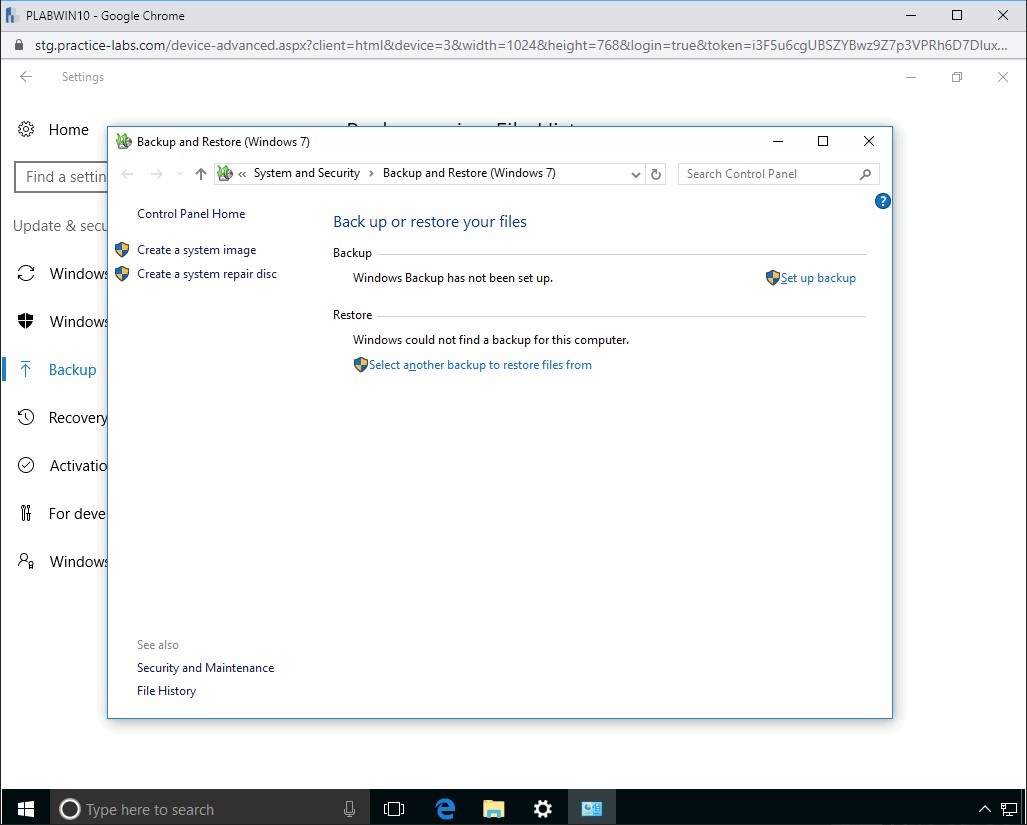 PLABWIN10 - Google Chrome
stg.practice-labs.com/device-advanced.aspx?client=html&device=3&width=1024&height=768&login=true&token=i3F5u6cgUBSZYBwz9Z7p3VPRh6D7DIux...
Settings
Home
Find a settin
Update & secu
Windows
Windows
Backup
Recovery
Activatio
For deve
Windows
Backup and Restore (Windows 7)
« System and Security › Backup and Restore (Windows 7)
Search Control Panel
?
Control Panel Home
Create a system image
Create a system repair disc
Back up or restore your files
Backup
Windows Backup has not been set up.
Set up backup
Restore
Windows could not find a backup for this computer.
Select another backup to restore files from
See also
Security and Maintenance
File History
Type here to search